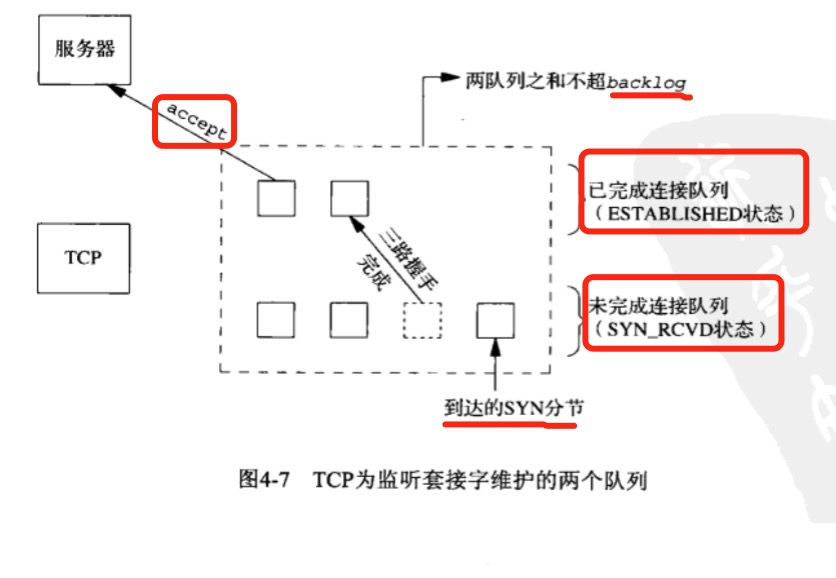 服务器
accept
两队列之和不超backlog
已完成连接队列
（ESTABLISHED状态）
TCP
三路握手
完成
未完成连接队列
（SYN_RCVD状态）
到达的SYN分节
图4-7 TCP为监听套接字维护的两个队列